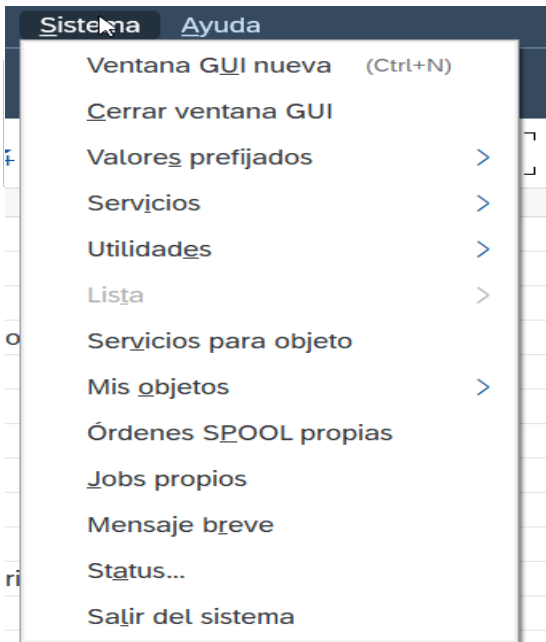 Sistema Ayuda
Ventana GUI nueva (Ctrl+N)
Cerrar ventana GUI
Valores prefijados
Servicios
Utilidades
Lista
Servicios para objeto
o
Mis objetos
Órdenes SPOOL propias
Jobs propios
Mensaje breve
Status...
ri
Salir del sistema